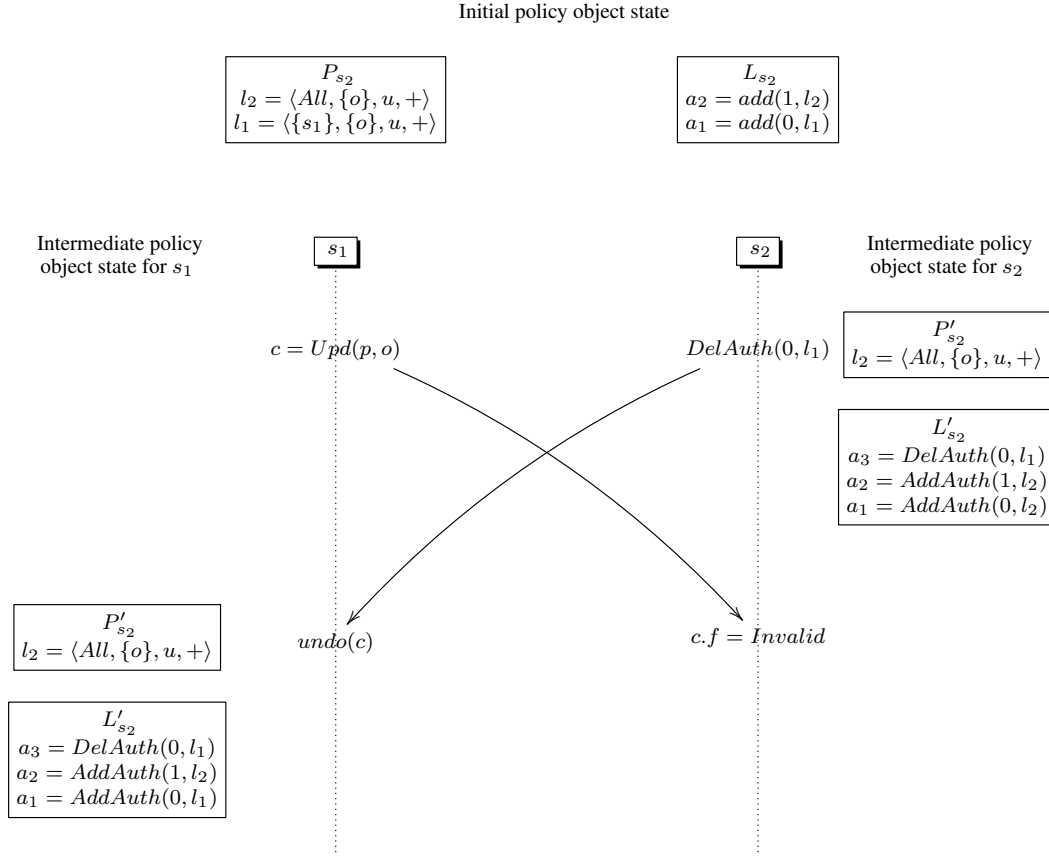 Initial policy object state
P_{s_2}
l_2 = ⟨All, {o}, u, +⟩
l_1 = ⟨{s_1}, {o}, u, +⟩
L_{s_2}
a_2 = add(1, l_2)
a_1 = add(0, l_1)
Intermediate policy
object state for s_1
s_1
s_2
Intermediate policy
object state for s_2
c = Upd(p, o)
DelAuth(0, l_1)
P'_{s_2}
l_2 = ⟨All, {o}, u, +⟩
L'_{s_2}
a_3 = DelAuth(0, l_1)
a_2 = AddAuth(1, l_2)
a_1 = AddAuth(0, l_2)
P'_{s_2}
l_2 = ⟨All, {o}, u, +⟩
undo(c)
c.f = Invalid
L'_{s_2}
a_3 = DelAuth(0, l_1)
a_2 = AddAuth(1, l_2)
a_1 = AddAuth(0, l_1)